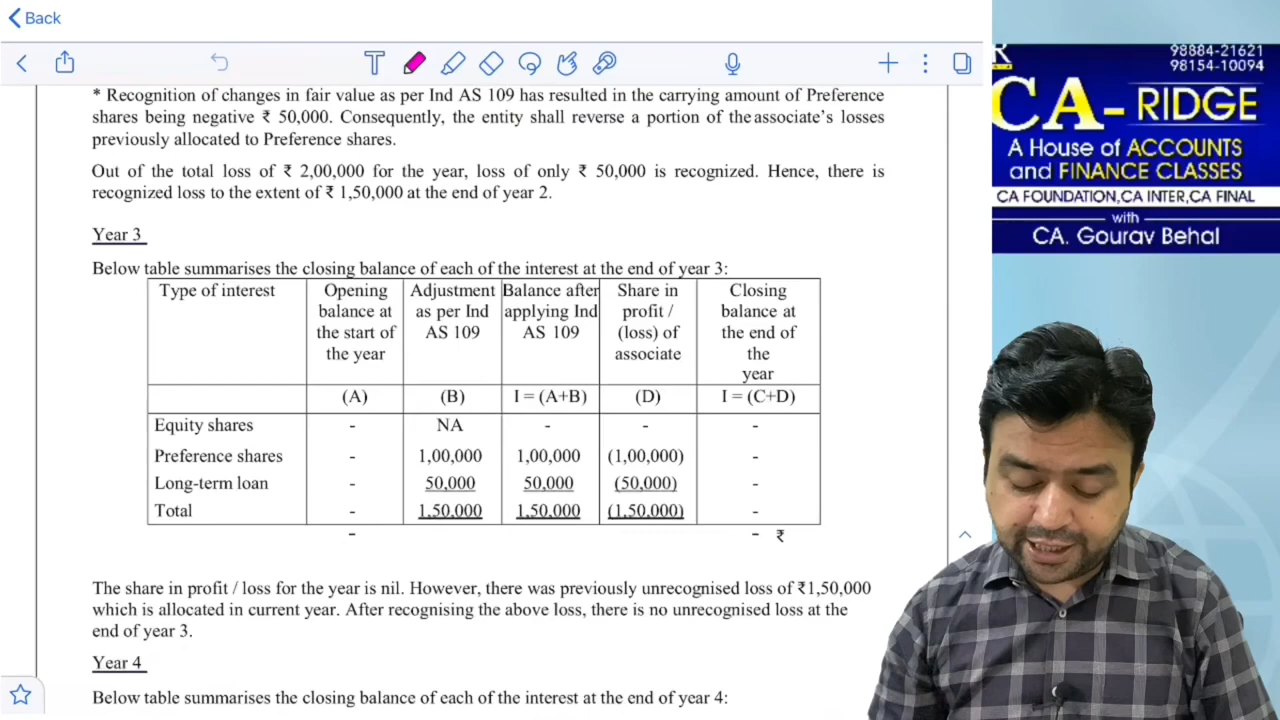 Back
* Recognition of changes in fair value as per Ind AS 109 has resulted in the carrying amount of Preference
shares being negative ₹ 50,000. Consequently, the entity shall reverse a portion of the associate's losses
previously allocated to Preference shares.
Out of the total loss of ₹ 2,00,000 for the year, loss of only ₹ 50,000 is recognized. Hence, there is
recognized loss to the extent of ₹ 1,50,000 at the end of year 2.
Year 3
Below table summarises the closing balance of each of the interest at the end of year 3:
Type of interest Opening Adjustment Balance after Share in Closing
balance at as per Ind applying Ind profit / balance at
the start of AS 109 AS 109 (loss) of the end of
the year associate the
year
(A) (B) I = (A+B) (D) I = (C+D)
Equity shares - NA - - -
Preference shares - 1,00,000 1,00,000 (1,00,000) -
Long-term loan - 50,000 50,000 (50,000) -
Total - 1,50,000 1,50,000 (1,50,000) -
- - ₹
The share in profit / loss for the year is nil. However, there was previously unrecognised loss of ₹1,50,000
which is allocated in current year. After recognising the above loss, there is no unrecognised loss at the
end of year 3.
Year 4
Below table summarises the closing balance of each of the interest at the end of year 4:
98884-21621
98154-10094
CA- RIDGE
A House of ACCOUNTS
and FINANCE CLASSES
CA FOUNDATION,CA INTER,CA FINAL
with
CA. Gourav Behal